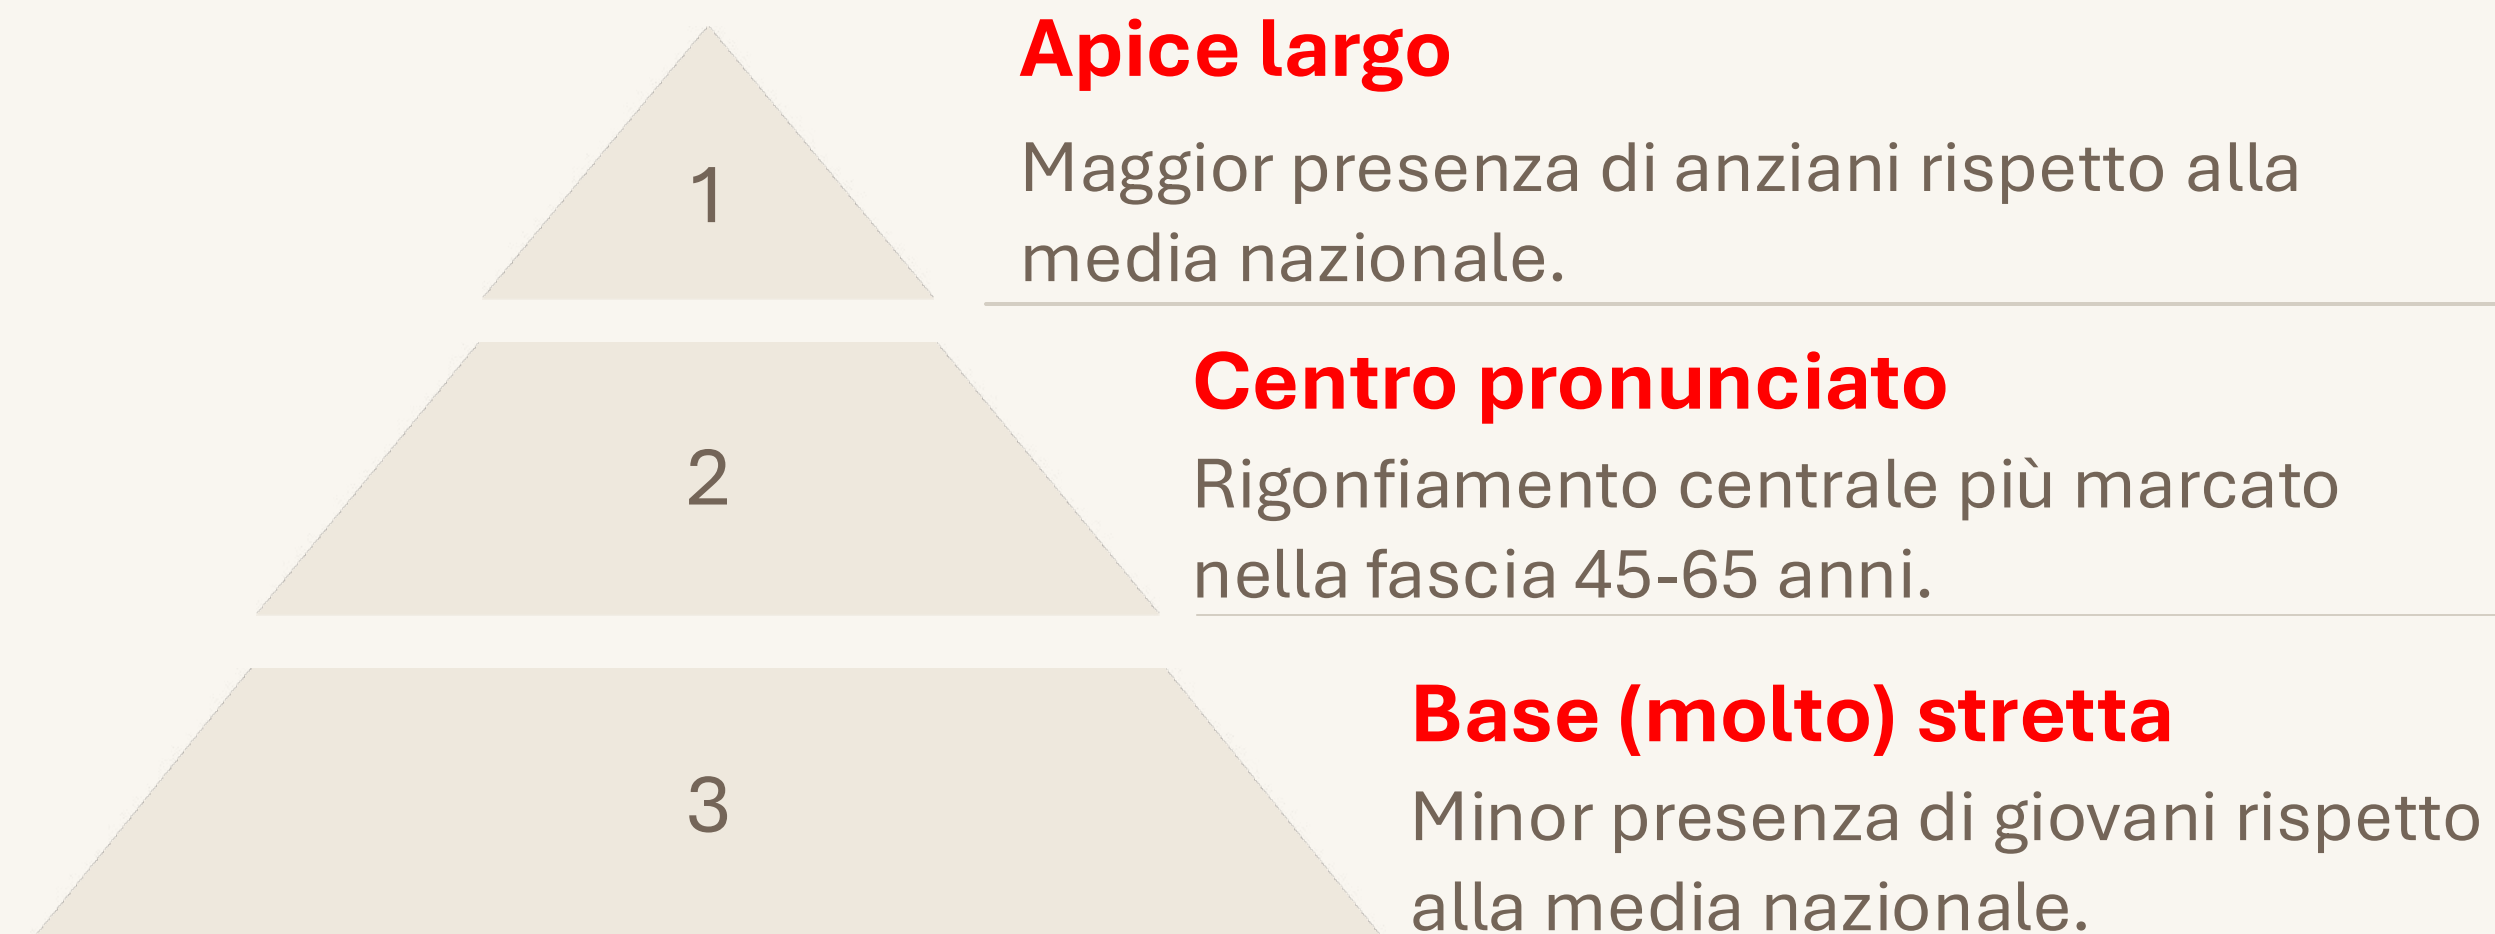 Apice largo
1
Maggior presenza di anziani rispetto alla
media nazionale.
Centro pronunciato
2
Rigonfiamento centrale più marcato
nella fascia 45-65 anni.
Base (molto) stretta
3
Minor presenza di giovani rispetto
alla media nazionale.